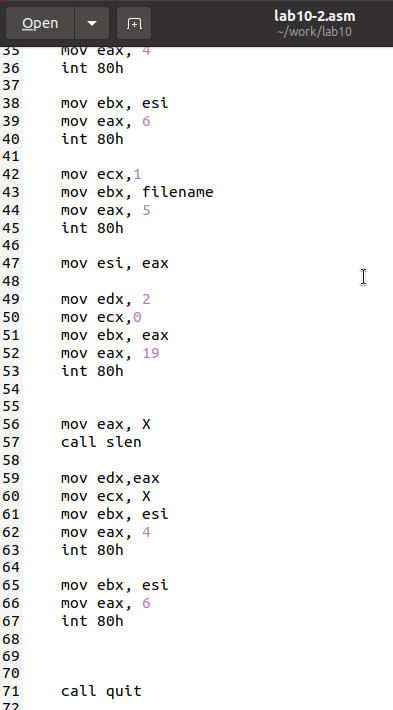 Open
lab10-2.asm
~/work/lab10
35 mov eax, 4
36 int 80h
37
38 mov ebx, esi
39 mov eax, 6
40 int 80h
41
42 mov ecx,1
43 mov ebx, filename
44 mov eax, 5
45 int 80h
46
47 mov esi, eax
48
49 mov edx, 2
50 mov ecx,0
51 mov ebx, eax
52 mov eax, 19
53 int 80h
54
55
56 mov eax, X
57 call slen
58
59 mov edx,eax
60 mov ecx, X
61 mov ebx, esi
62 mov eax, 4
63 int 80h
64
65 mov ebx, esi
66 mov eax, 6
67 int 80h
68
69
70
71 call quit
72